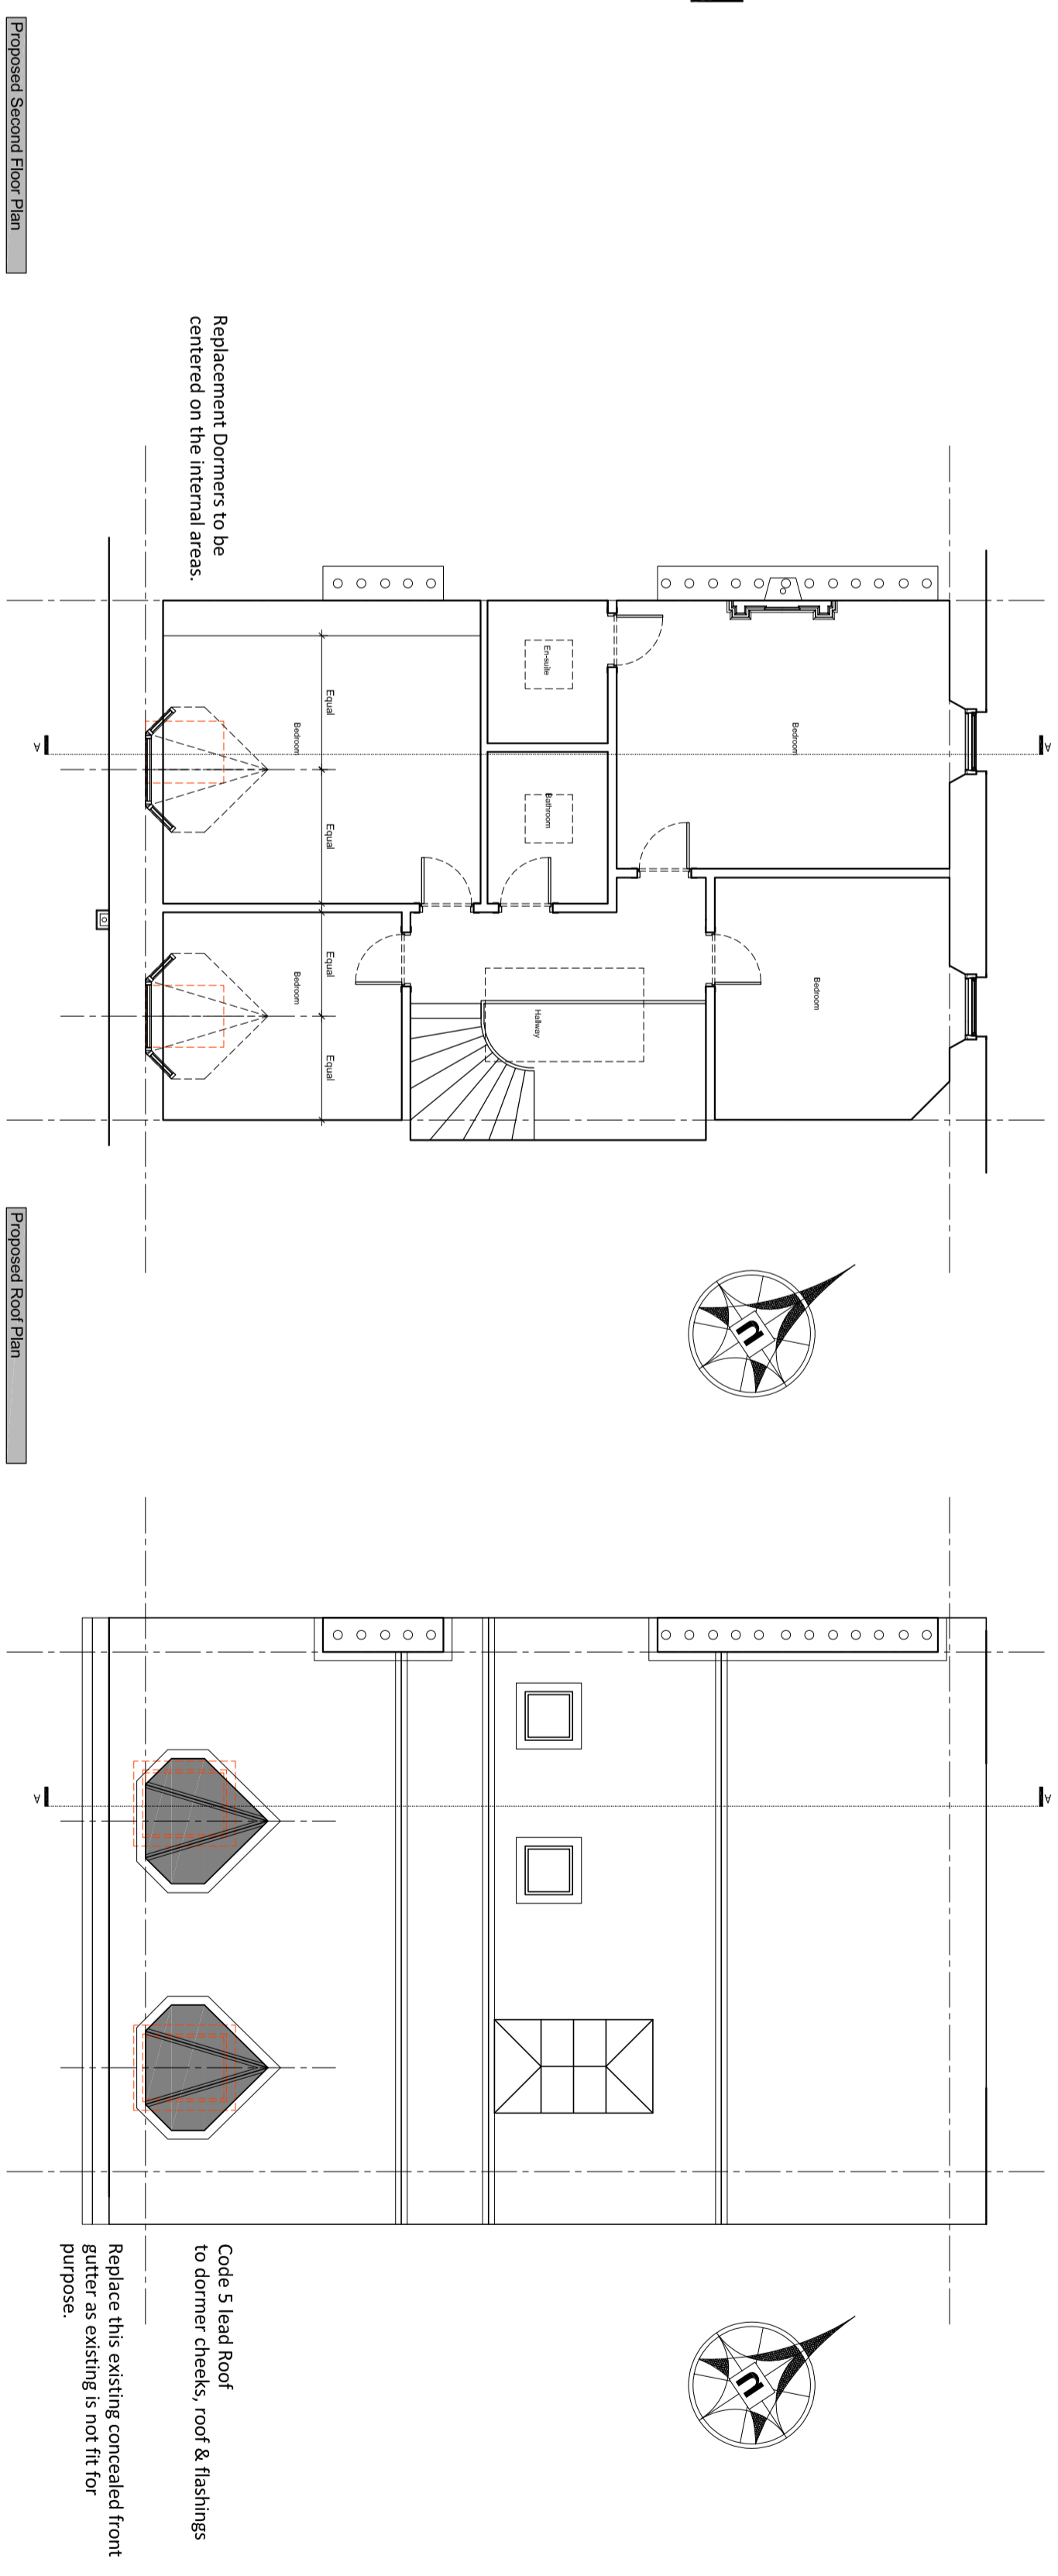 Proposed Second Floor Plan
Replacement Dormers to be
centered on the internal areas.
A
A
En-suite
Bedroom
Equal
Bedroom
Bathroom
Equal
Equal
Bedroom
Bedroom
Hallway
Equal
n
Proposed Roof Plan
A
A
Code 5 lead Roof
to dormer cheeks, roof & flashings
Replace this existing concealed front
gutter as existing is not fit for
purpose.
n